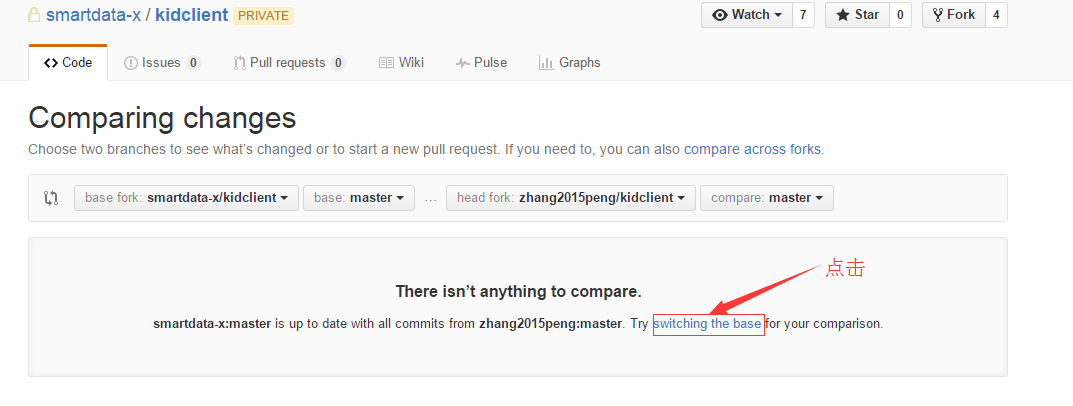 smartdata-x / kidclient PRIVATE Watch 7 Star 0 Fork 4
Code Issues 0 Pull requests 0 Wiki Pulse Graphs
Comparing changes
Choose two branches to see what's changed or to start a new pull request. If you need to, you can also compare across forks.
base fork: smartdata-x/kidclient base: master ... head fork: zhang2015peng/kidclient compare: master
点击
There isn't anything to compare.
smartdata-x:master is up to date with all commits from zhang2015peng:master. Try switching the base for your comparison.